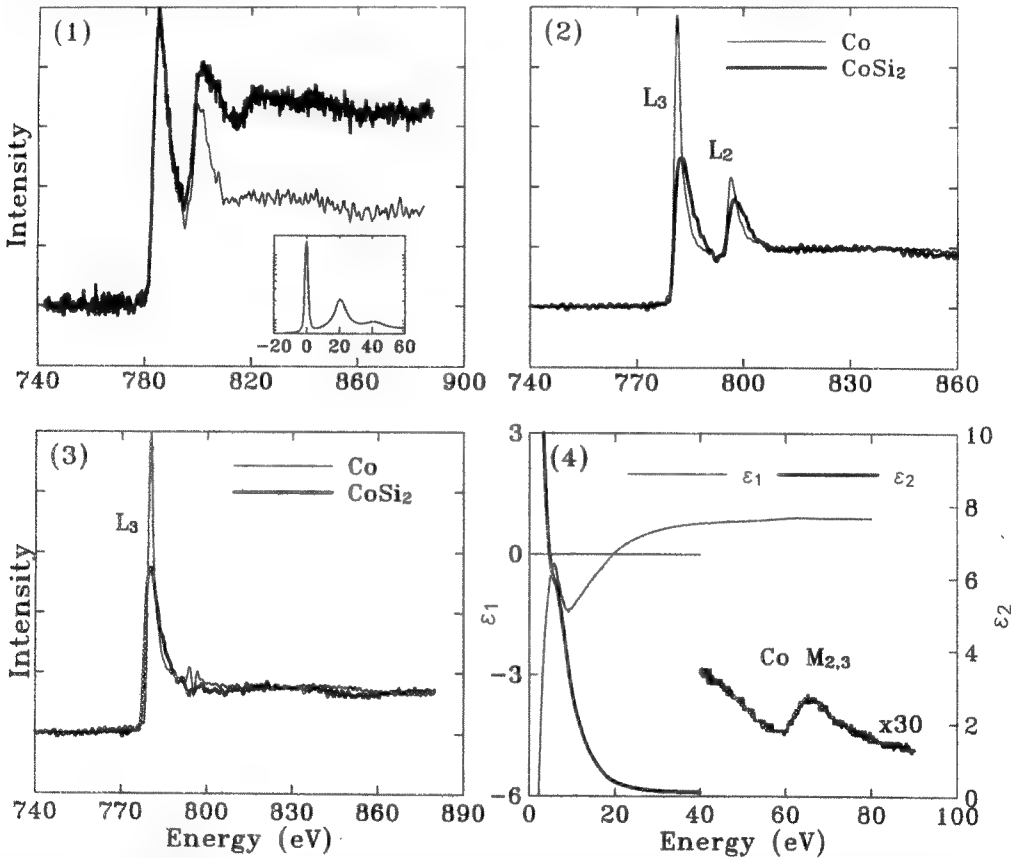 (1)
Intensity
-20 0 20 40 60
740 780 820 860 900
(2)
Co
CoSi₂
L₃
L₂
740 770 800 830 860
(3)
Co
CoSi₂
L₃
Intensity
740 770 800 830 860 890
Energy (eV)
(4)
ε₁ ε₂
3
0
-3
-6
ε₁
10
8
6
4
2
0
ε₂
Co M₂,₃
x30
0 20 40 60 80 100
Energy (eV)